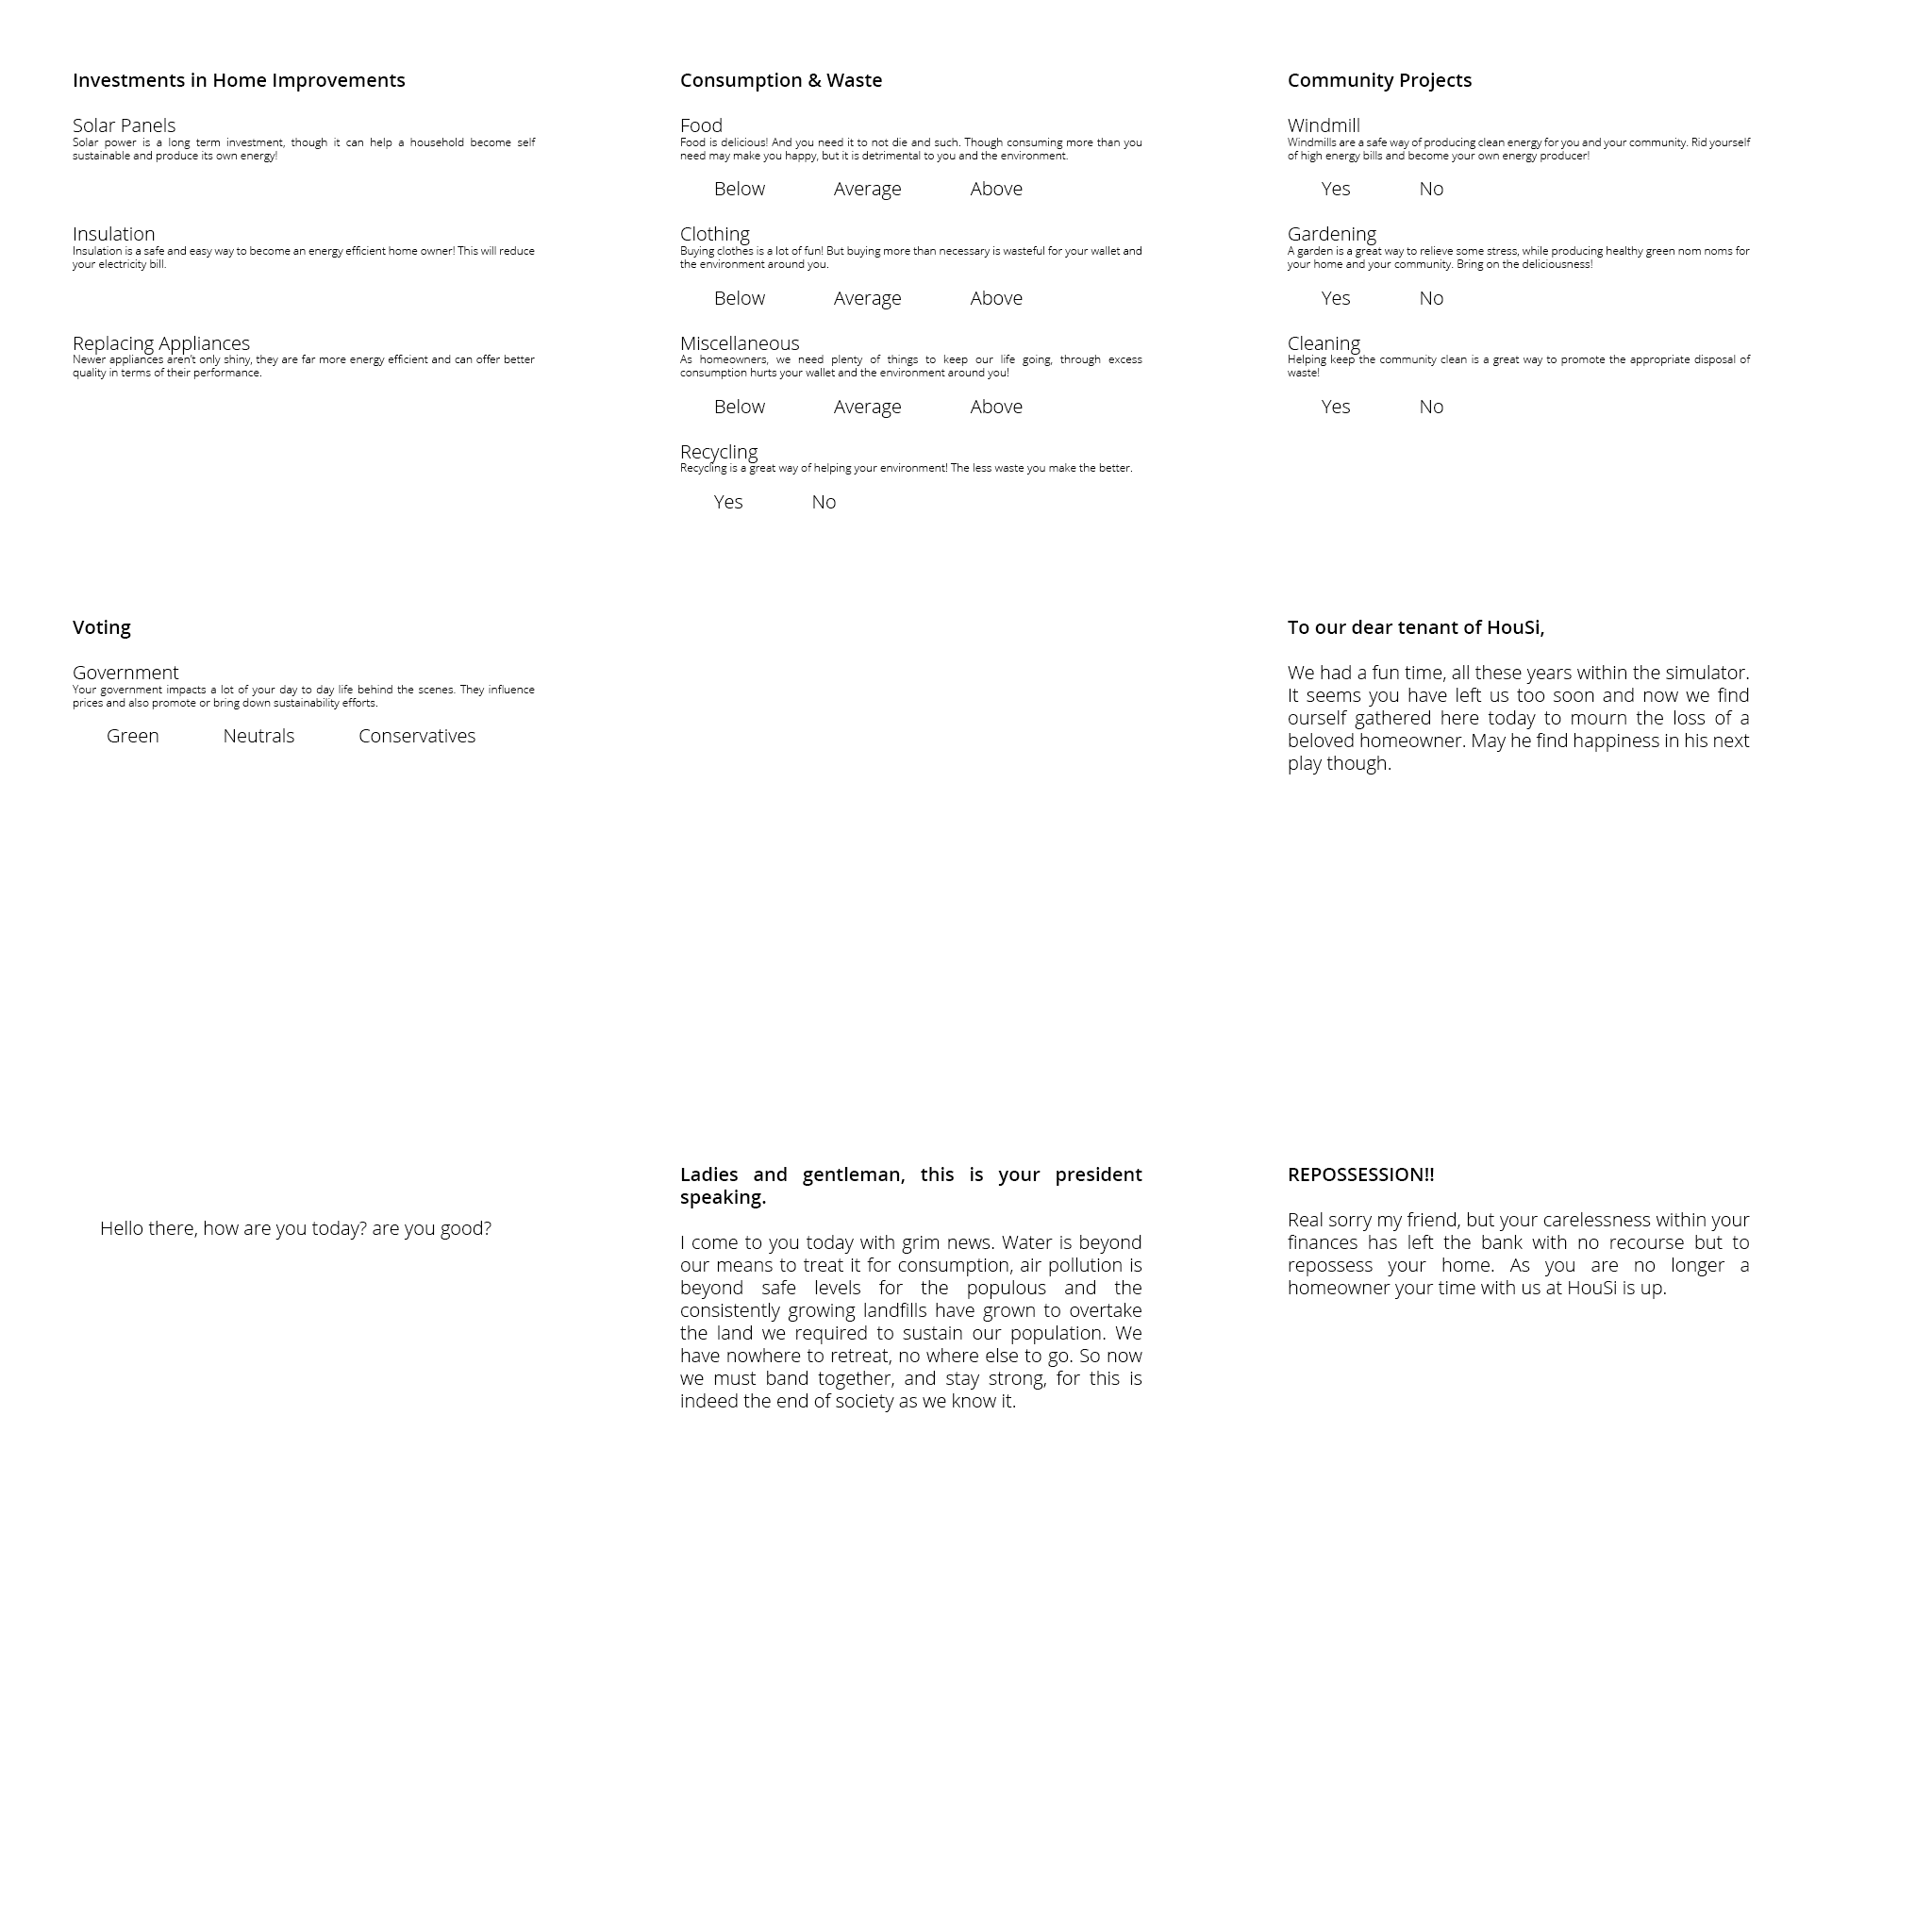 Investments in Home Improvements
Solar Panels
Solar power is a long term investment, though it can help a household become self
sustainable and produce its own energy!
Insulation
Insulation is a safe and easy way to become an energy efficient home owner! This will reduce
your electricity bill.
Replacing Appliances
Newer appliances aren't only shiny, they are far more energy efficient and can offer better
quality in terms of their performance.
Consumption & Waste
Food
Food is delicious! And you need it to not die and such. Though consuming more than you
need may make you happy, but it is detrimental to you and the environment.
Below Average Above
Clothing
Buying clothes is a lot of fun! But buying more than necessary is wasteful for your wallet and
the environment around you.
Below Average Above
Miscellaneous
As homeowners, we need plenty of things to keep our life going, through excess
consumption hurts your wallet and the environment around you!
Below Average Above
Recycling
Recycling is a great way of helping your environment! The less waste you make the better.
Yes No
Community Projects
Windmill
Windmills are a safe way of producing clean energy for you and your community. Rid yourself
of high energy bills and become your own energy producer!
Yes No
Gardening
A garden is a great way to relieve some stress, while producing healthy green nom noms for
your home and your community. Bring on the deliciousness!
Yes No
Cleaning
Helping keep the community clean is a great way to promote the appropriate disposal of
waste!
Yes No
Voting
Government
Your government impacts a lot of your day to day life behind the scenes. They influence
prices and also promote or bring down sustainability efforts.
Green Neutrals Conservatives
To our dear tenant of HouSi,
We had a fun time, all these years within the simulator.
It seems you have left us too soon and now we find
ourself gathered here today to mourn the loss of a
beloved homeowner. May he find happiness in his next
play though.
Hello there, how are you today? are you good?
Ladies and gentleman, this is your president
speaking.
I come to you today with grim news. Water is beyond
our means to treat it for consumption, air pollution is
beyond safe levels for the populous and the
consistently growing landfills have grown to overtake
the land we required to sustain our population. We
have nowhere to retreat, no where else to go. So now
we must band together, and stay strong, for this is
indeed the end of society as we know it.
REPOSSESSION!!
Real sorry my friend, but your carelessness within your
finances has left the bank with no recourse but to
repossess your home. As you are no longer a
homeowner your time with us at HouSi is up.